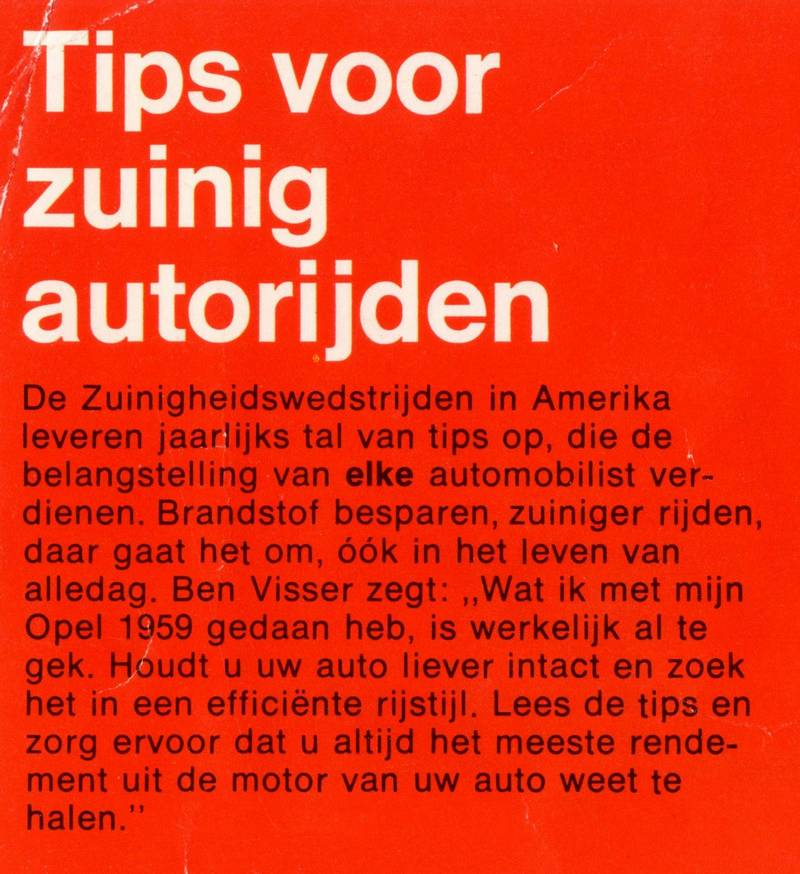 Tips voor
zuinig
autorijden
De Zuinigheidswedstrijden in Amerika
leveren jaarlijks tal van tips op, die de
belangstelling van elke automobilist ver-
dienen. Brandstof besparen, zuiniger rijden,
daar gaat het om, óók in het leven van
alledag. Ben Visser zegt: ,,Wat ik met mijn
Opel 1959 gedaan heb, is werkelijk al te
gek. Houdt u uw auto liever intact en zoek
het in een efficiënte rijstijl. Lees de tips en
zorg ervoor dat u altijd het meeste rende-
ment uit de motor van uw auto weet te
halen.''